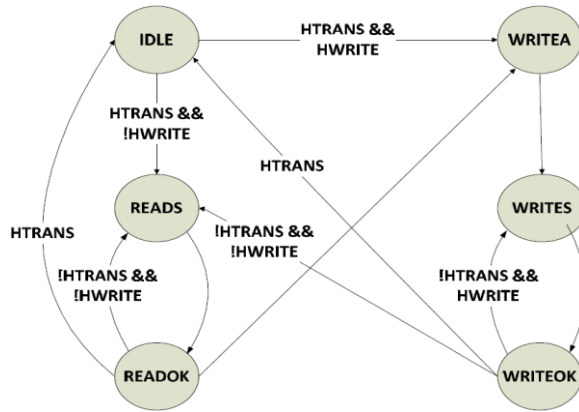 IDLE
HTRANS &&
HWRITE
WRITEA
HTRANS &&
!HWRITE
HTRANS
READS
WRITES
HTRANS
!HTRANS &&
!HWRITE
!HTRANS &&
!HWRITE
!HTRANS &&
HWRITE
READOK
WRITEOK